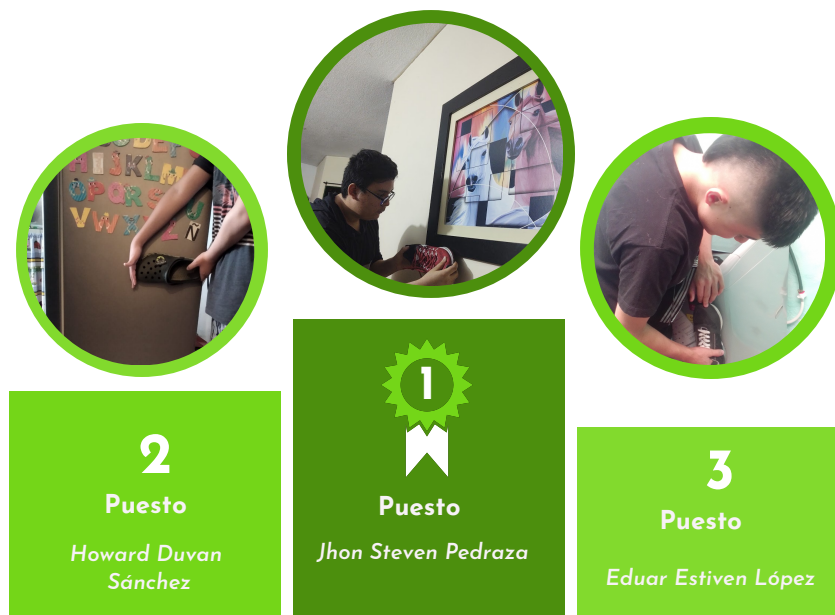 H I J K L M
O P Q R S
U
V W X Y Z
Ñ
1
2
Puesto
Howard Duvan
Sánchez
Puesto
Jhon Steven Pedraza
3
Puesto
Eduar Estiven López